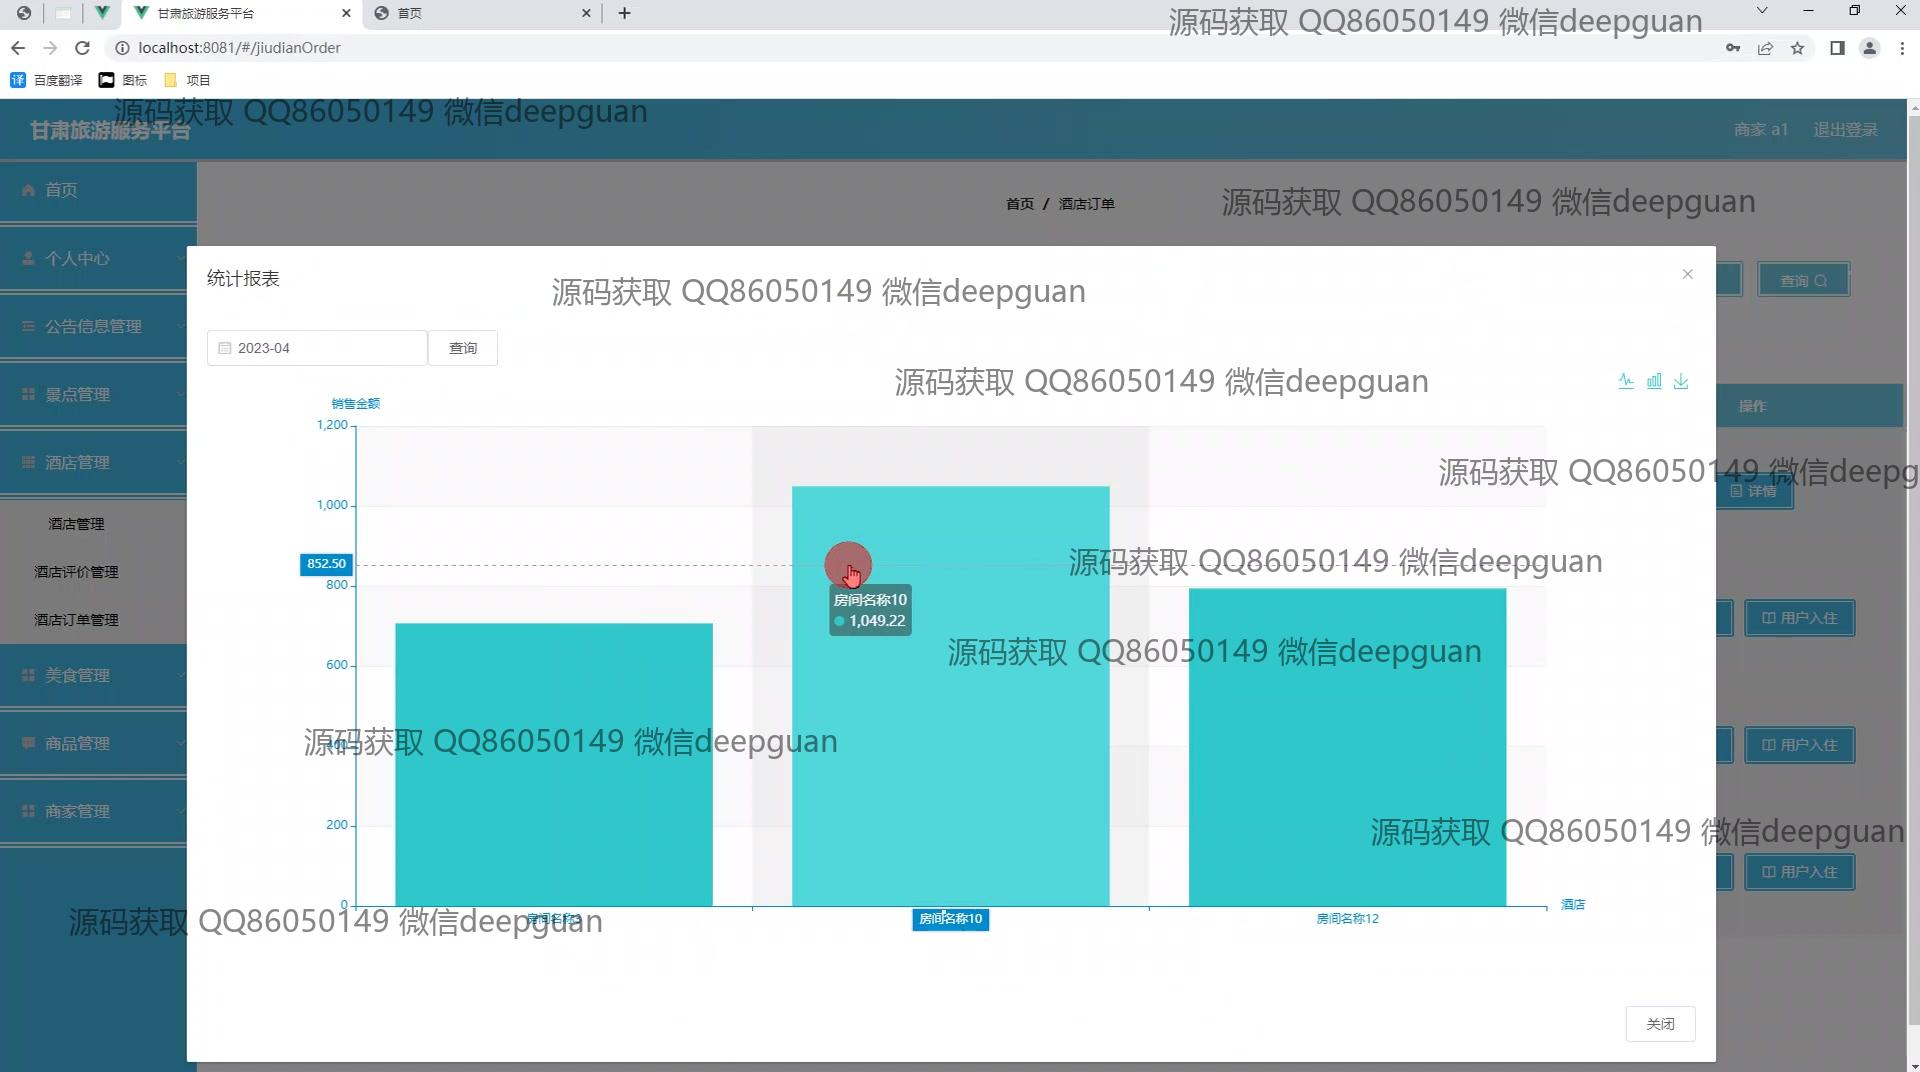 甘肃旅游服务平台
首页
源码获取 QQ86050149 微信deepguan
localhost:8081/#/jiudianOrder
百度翻译
图标
项目
源码获取 QQ86050149 微信deepguan
甘肃旅游服务平台
商家 a1
退出登录
首页
首页 / 酒店订单
源码获取 QQ86050149 微信deepguan
个人中心
统计报表
源码获取 QQ86050149 微信deepguan
查询
公告信息管理
2023-04
查询
源码获取 QQ86050149 微信deepguan
景点管理
销售金额
操作
1,200
酒店管理
源码获取 QQ86050149 微信deepg
详情
1,000
酒店管理
852.50
源码获取 QQ86050149 微信deepguan
酒店评价管理
800
房间名称10
1,049.22
酒店订单管理
用户入住
源码获取 QQ86050149 微信deepguan
600
美食管理
商品管理
400
源码获取 QQ86050149 微信deepguan
用户入住
商家管理
200
源码获取 QQ86050149 微信deepguan
用户入住
0
酒店
源码获取 QQ86050149 微信deepguan
房间名称10
房间名称12
关闭